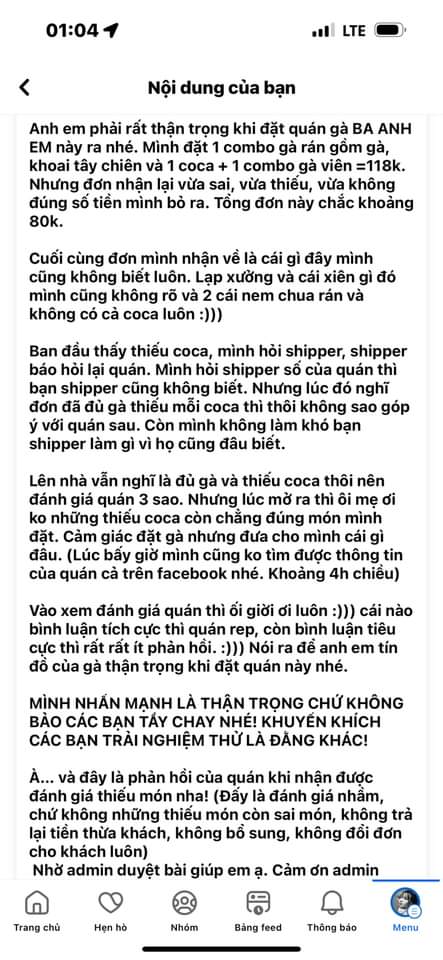 01:04
LTE
Nội dung của bạn
Anh em phải rất thận trọng khi đặt quán gà BA ANH
EM này ra nhé. Mình đặt 1 combo gà rán gồm gà,
khoai tây chiên và 1 coca + 1 combo gà viên =118k.
Nhưng đơn nhận lại vừa sai, vừa thiếu, vừa không
đúng số tiền mình bỏ ra. Tổng đơn này chắc khoảng
80k.
Cuối cùng đơn mình nhận về là cái gì đây mình
cũng không biết luôn. Lạp xưởng và cái xiên gì đó
mình cũng không rõ và 2 cái nem chua rán và
không có cả coca luôn :)))
Ban đầu thấy thiếu coca, mình hỏi shipper, shipper
báo hỏi lại quán. Mình hỏi shipper số của quán thì
bạn shipper cũng không biết. Nhưng lúc đó nghĩ
đơn đã đủ gà thiếu mỗi coca thì thôi không sao góp
ý với quán sau. Còn mình không làm khó bạn
shipper làm gì vì họ cũng đâu biết.
Lên nhà vẫn nghĩ là đủ gà và thiếu coca thôi nên
đánh giá quán 3 sao. Nhưng lúc mở ra thì ôi mẹ ơi
ko những thiếu coca còn chẳng đúng món mình
đặt. Cảm giác đặt gà nhưng đưa cho mình cái gì
đâu. (Lúc bấy giờ mình cũng ko tìm được thông tin
của quán cả trên facebook nhé. Khoảng 4h chiều)
Vào xem đánh giá quán thì ối giời ơi luôn :))) cái nào
bình luận tích cực thì quán rep, còn bình luận tiêu
cực thì rất rất ít phản hồi. :))) Nói ra để anh em tín
đồ của gà thận trọng khi đặt quán này nhé.
MÌNH NHẤN MẠNH LÀ THẬN TRỌNG CHỨ KHÔNG
BẢO CÁC BẠN TẨY CHAY NHÉ! KHUYẾN KHÍCH
CÁC BẠN TRẢI NGHIỆM THỬ LÀ ĐẰNG KHÁC!
À... và đây là phản hồi của quán khi nhận được
đánh giá thiếu món nha! (Đấy là đánh giá nhầm,
chứ không những thiếu món còn sai món, không trả
lại tiền thừa khách, không bổ sung, không đổi đơn
cho khách luôn)
Nhờ admin duyệt bài giúp em ạ. Cảm ơn admin
Trang chủ
Hẹn hò
Nhóm
Bảng feed
Thông báo
Menu